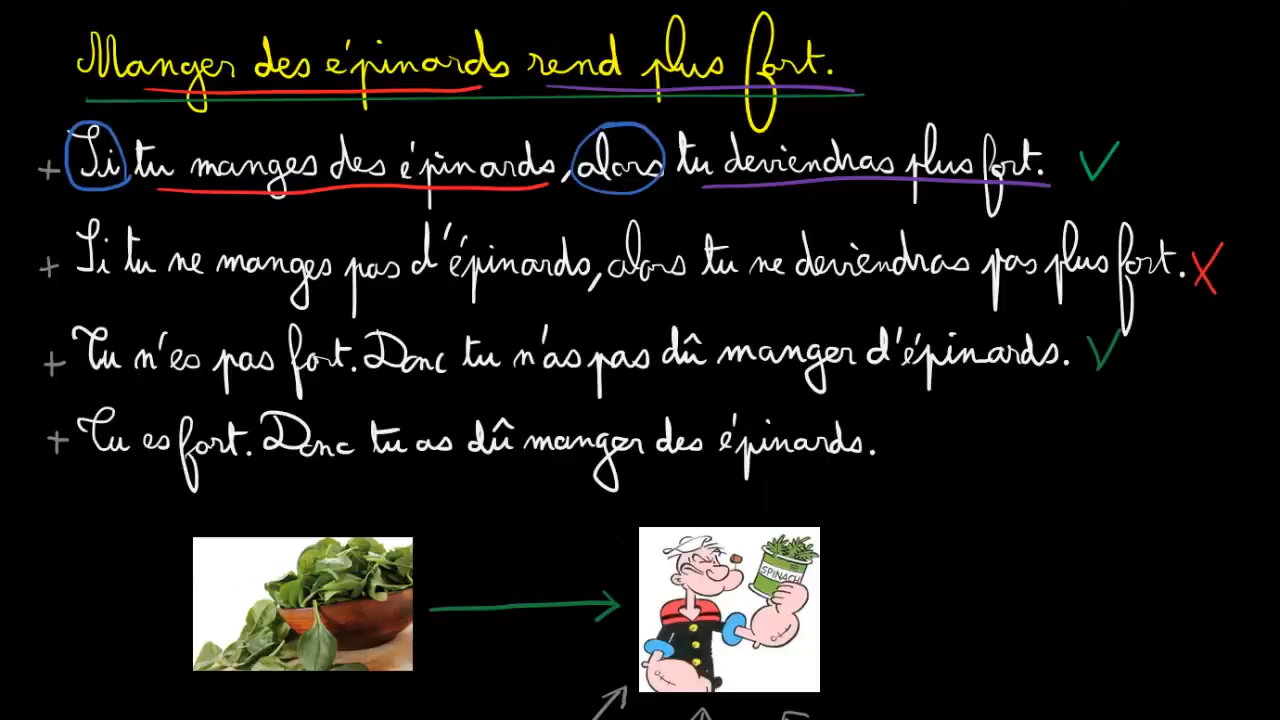 Manger des épinards rend plus fort.
+ Si tu manges des épinards, alors tu deviendras plus fort. ✓
+ Si tu ne manges pas d'épinards, alors tu ne deviendras pas plus fort. X
+ Tu n'es pas fort. Donc tu n'as pas dû manger d'épinards. ✓
+ Tu es fort. Donc tu as dû manger des épinards.
SPINACH